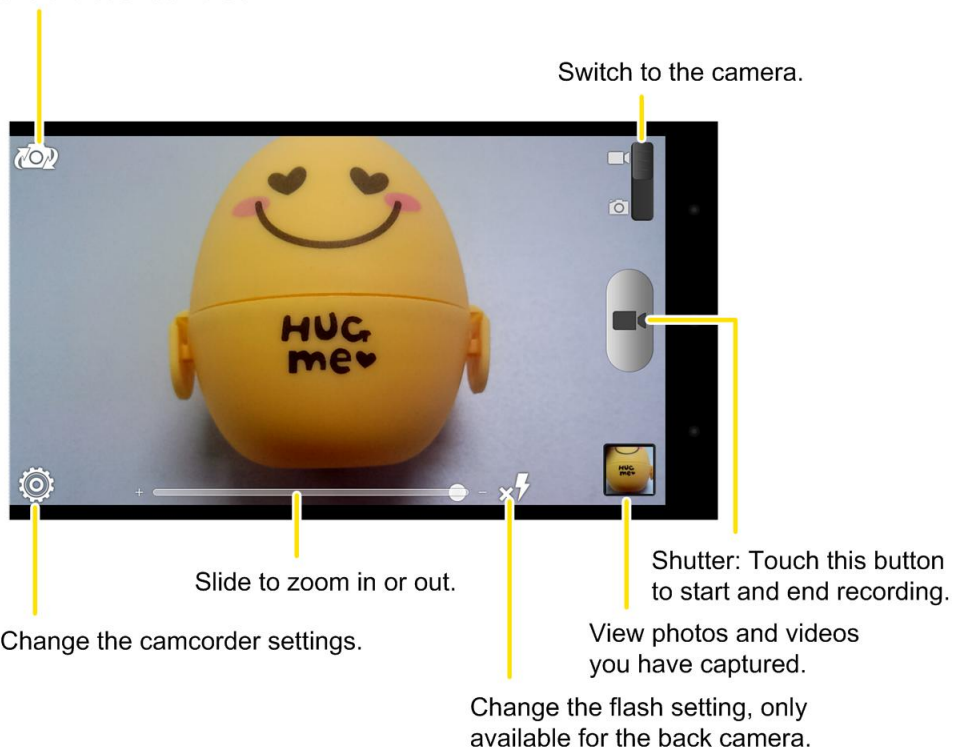 Switch to the camera.
HUG
me
+
-
HUG
me
Slide to zoom in or out.
Shutter: Touch this button
to start and end recording.
Change the camcorder settings.
View photos and videos
you have captured.
Change the flash setting, only
available for the back camera.